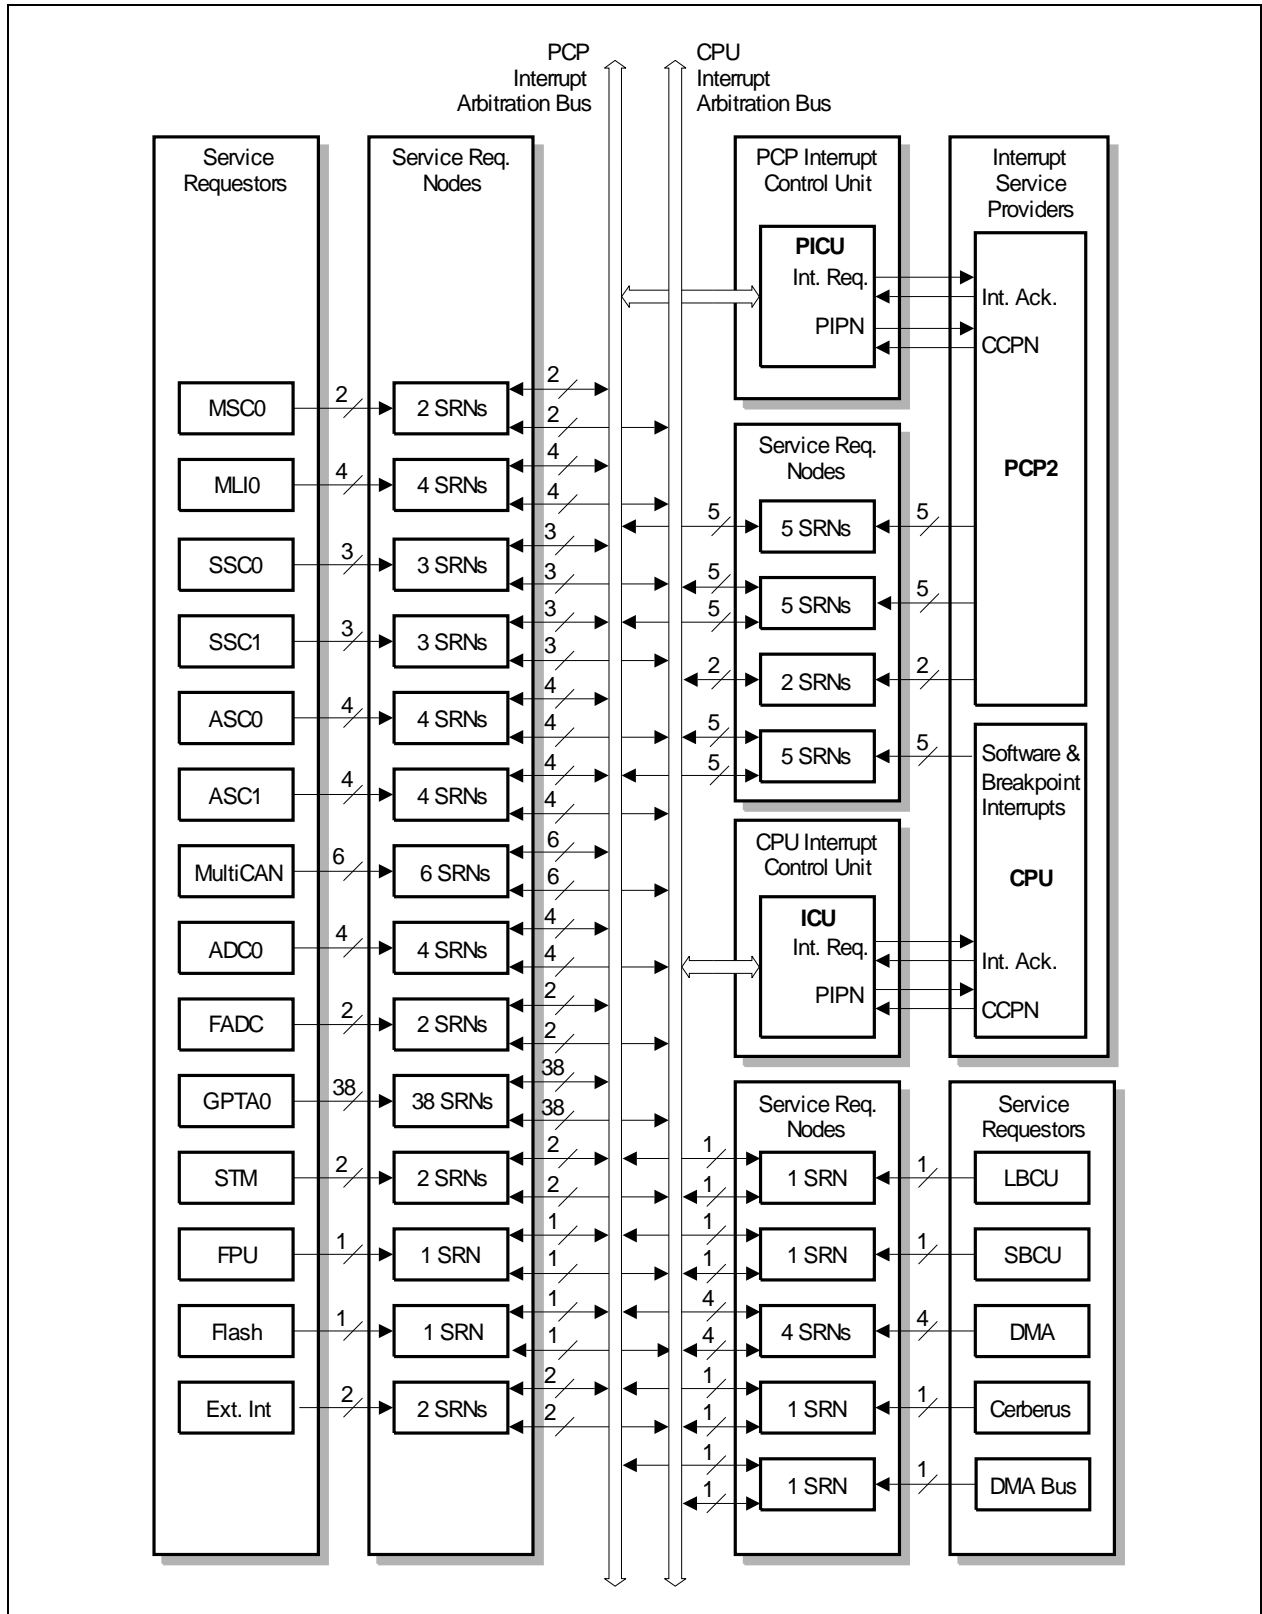 PCP
Interrupt
Arbitration Bus
CPU
Interrupt
Arbitration Bus
Service
Requestors
Service Req.
Nodes
PCP Interrupt
Control Unit
Interrupt
Service
Providers
PICU
Int. Req.
PIPN
Int. Ack.
CCPN
PCP2
MSC0
2
2 SRNs
2
2
MLI0
4
4 SRNs
4
4
SSC0
3
3 SRNs
3
3
SSC1
3
3 SRNs
3
3
ASC0
4
4 SRNs
4
4
ASC1
4
4 SRNs
4
4
MultiCAN
6
6 SRNs
6
6
ADC0
4
4 SRNs
4
4
FADC
2
2 SRNs
2
2
GPTA0
38
38 SRNs
38
38
STM
2
2 SRNs
2
2
FPU
1
1 SRN
1
1
Flash
1
1 SRN
1
1
Ext. Int
2
2 SRNs
2
2
Service Req.
Nodes
5
5 SRNs
5
5
5
5 SRNs
5
2
2 SRNs
2
5
5
5 SRNs
5
Software &
Breakpoint
Interrupts
CPU
CPU Interrupt
Control Unit
ICU
Int. Req.
PIPN
Int. Ack.
CCPN
Service Req.
Nodes
Service
Requestors
1
1
1 SRN
1
LBCU
1
1
1 SRN
1
SBCU
4
4
4 SRNs
4
DMA
1
1
1 SRN
1
Cerberus
1
1
1 SRN
1
DMA Bus